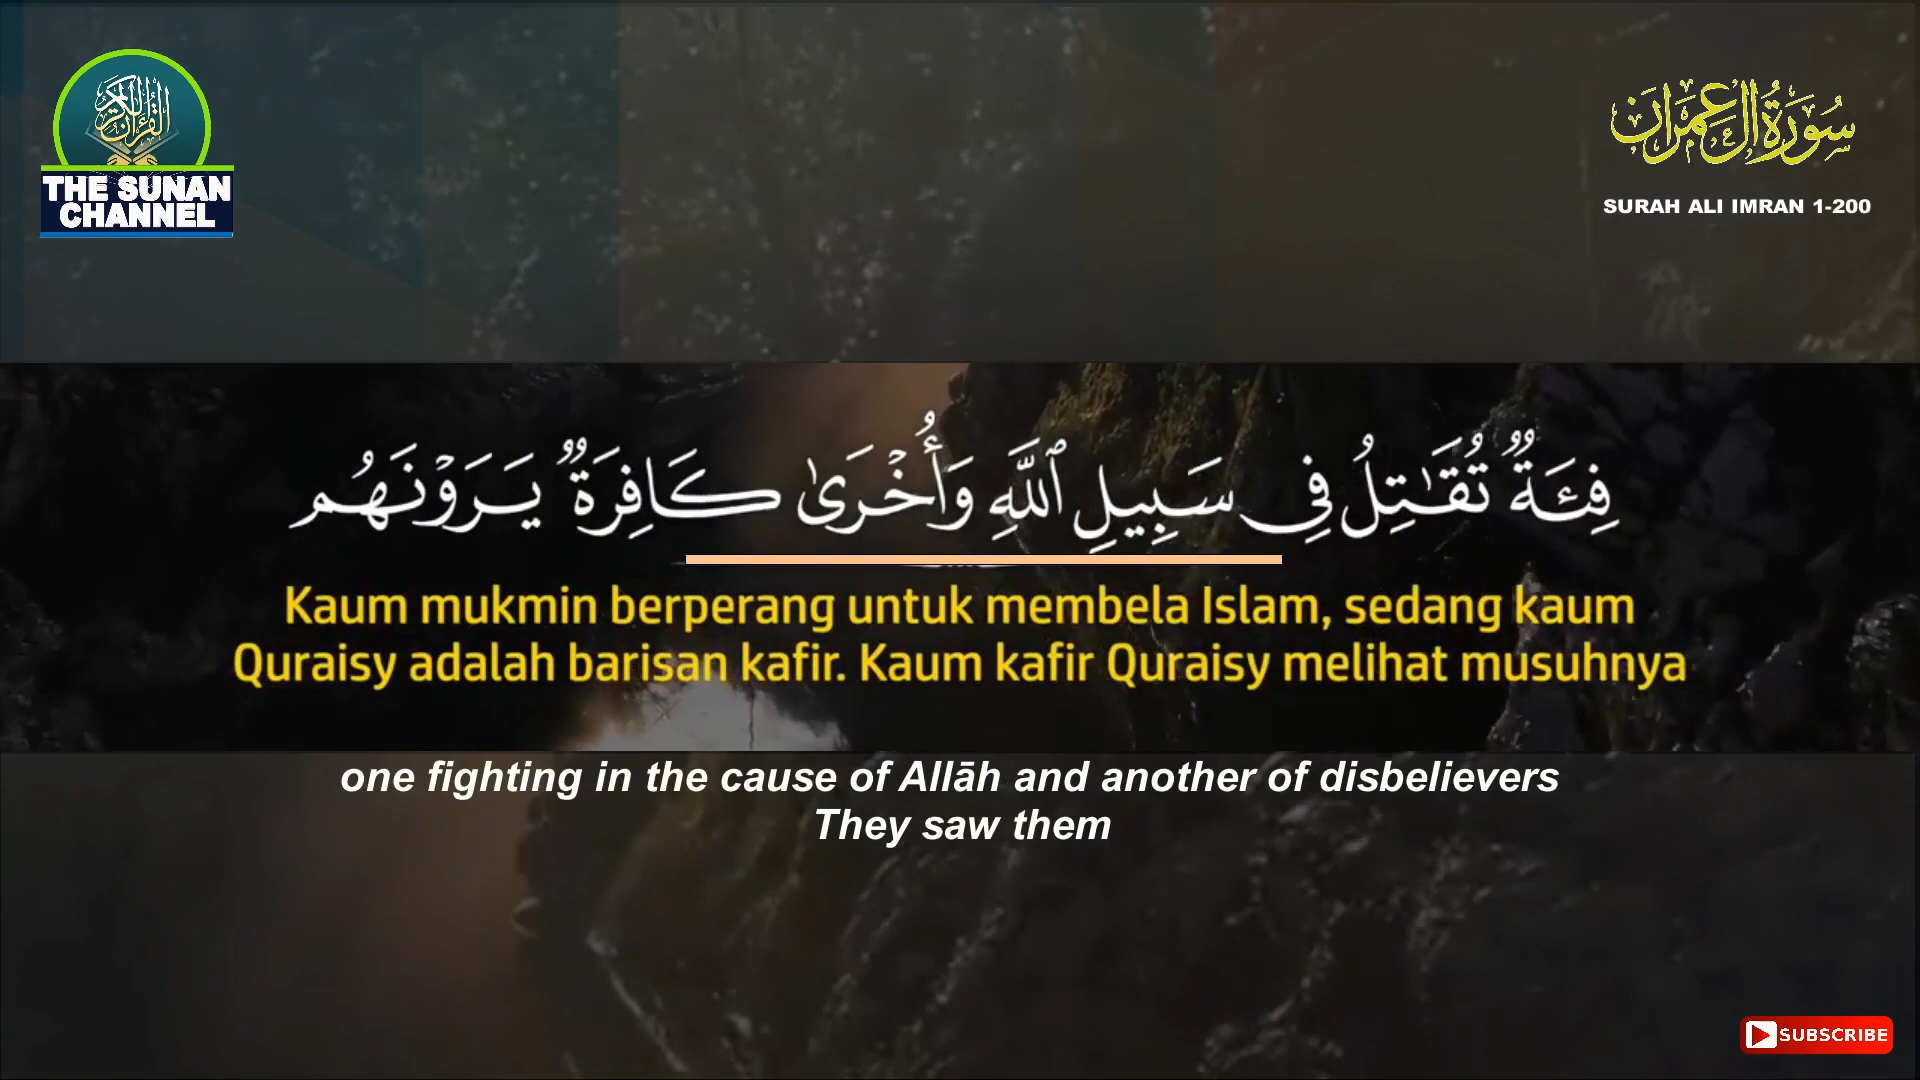 القرآن الكريم
THE SUNAN
CHANNEL
سُورَةُ آلِ عِمْرَان
SURAH ALI IMRAN 1-200
فِئَةٌ تُقَـٰتِلُ فِى سَبِيلِ ٱللَّهِ وَأُخْرَىٰ كَافِرَةٌ يَرَوْنَهُم
Kaum mukmin berperang untuk membela Islam, sedang kaum
Quraisy adalah barisan kafir. Kaum kafir Quraisy melihat musuhnya
one fighting in the cause of Allāh and another of disbelievers
They saw them
SUBSCRIBE